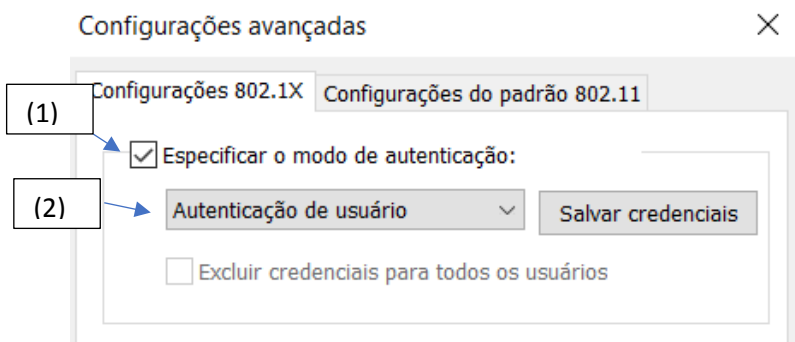 Configurações avançadas
Configurações 802.1X Configurações do padrão 802.11
(1)
Especificar o modo de autenticação:
(2)
Autenticação de usuário Salvar credenciais
Excluir credenciais para todos os usuários